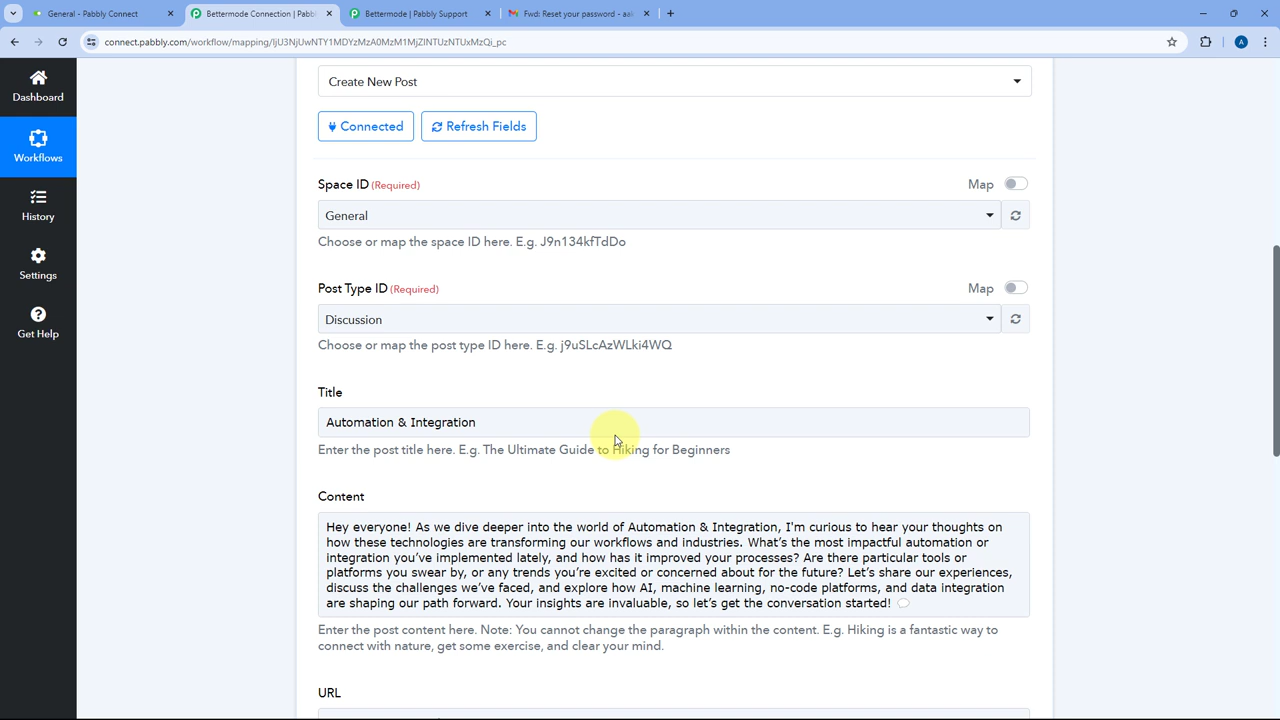 General - Pabbly Connect
Bettermode Connection | Pabbl
Bettermode | Pabbly Support
Fwd: Reset your password - aak
connect.pabbly.com/workflow/mapping/IjU3NjUwNTY1MDYzMzA0MzM1MjZlNTUzNTUxMzQi_pc
A
Dashboard
Workflows
History
Settings
Get Help
Create New Post
Connected
Refresh Fields
Space ID (Required)
Map
General
Choose or map the space ID here. E.g. J9n134kfTdDo
Post Type ID (Required)
Map
Discussion
Choose or map the post type ID here. E.g. j9uSLcAzWLki4WQ
Title
Automation & Integration
Enter the post title here. E.g. The Ultimate Guide to Hiking for Beginners
Content
Hey everyone! As we dive deeper into the world of Automation & Integration, I'm curious to hear your thoughts on
how these technologies are transforming our workflows and industries. What's the most impactful automation or
integration you've implemented lately, and how has it improved your processes? Are there particular tools or
platforms you swear by, or any trends you're excited or concerned about for the future? Let's share our experiences,
discuss the challenges we've faced, and explore how AI, machine learning, no-code platforms, and data integration
are shaping our path forward. Your insights are invaluable, so let's get the conversation started! 💬
Enter the post content here. Note: You cannot change the paragraph within the content. E.g. Hiking is a fantastic way to
connect with nature, get some exercise, and clear your mind.
URL